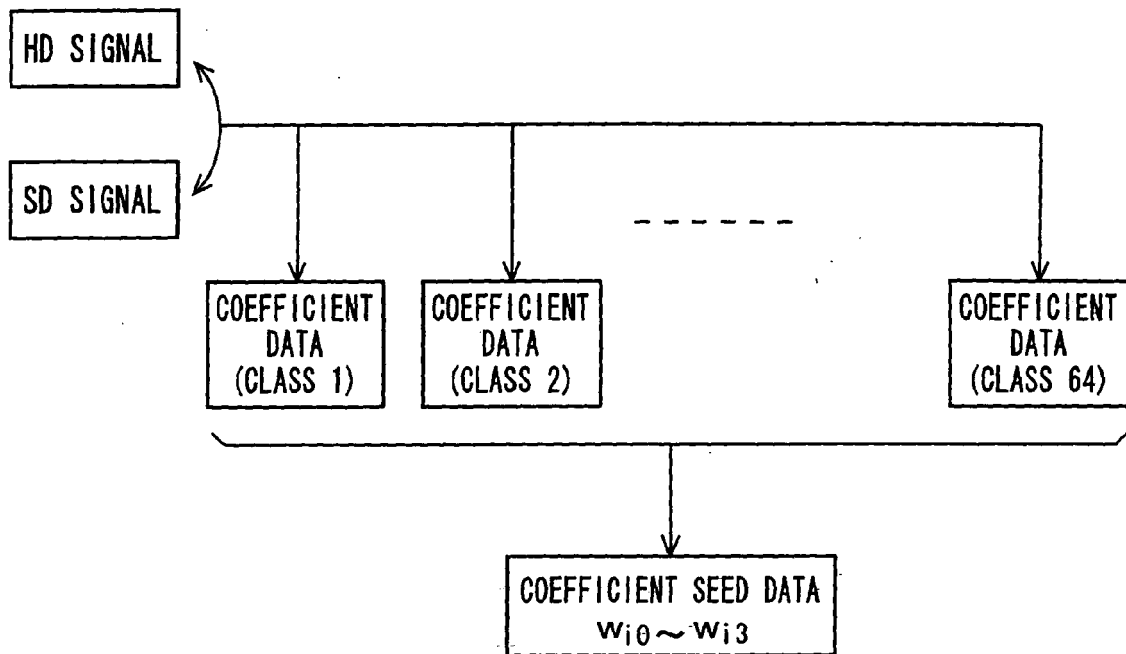 HD SIGNAL
SD SIGNAL
COEFFICIENT
DATA
(CLASS 1)
COEFFICIENT
DATA
(CLASS 2)
COEFFICIENT
DATA
(CLASS 64)
COEFFICIENT SEED DATA
wi0~wi3